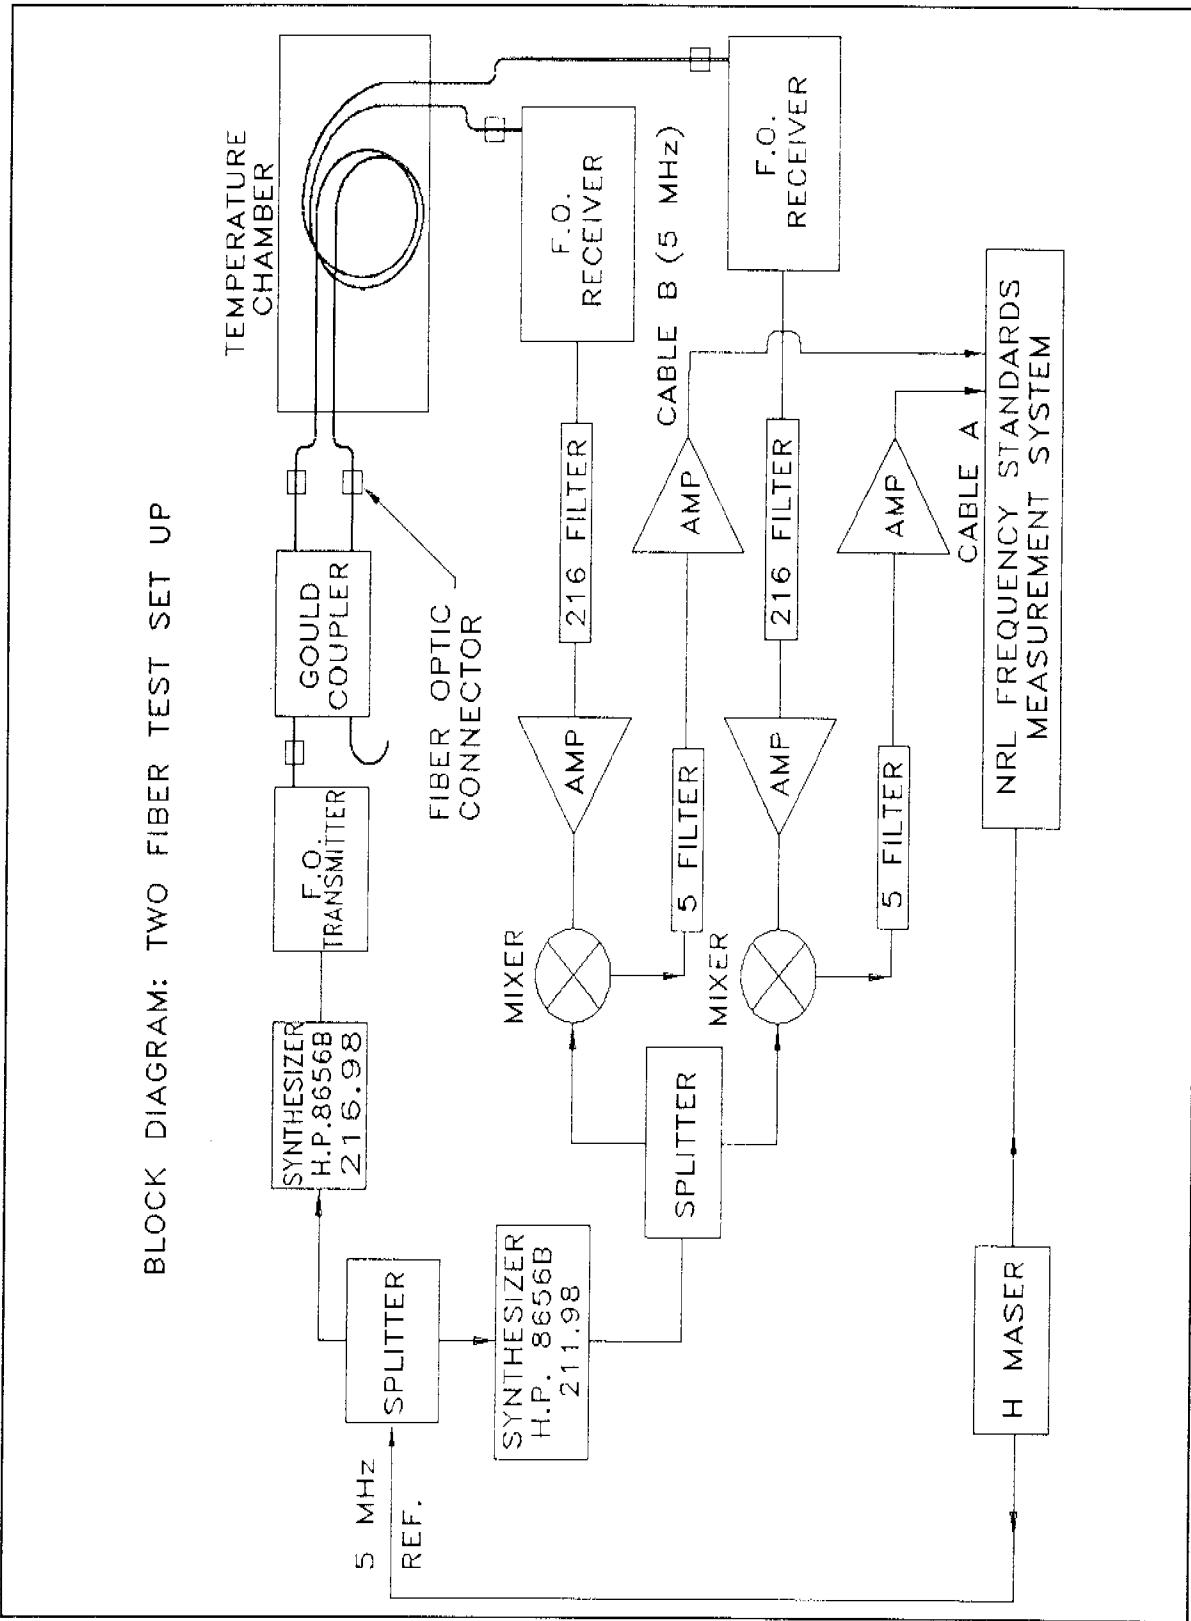 BLOCK DIAGRAM: TWO FIBER TEST SET UP
TEMPERATURE
CHAMBER
5 MHz
REF.
SPLITTER
SYNTHESIZER
H.P.8656B
216.98
F.O.
TRANSMITTER
GOULD
COUPLER
FIBER OPTIC
CONNECTOR
SYNTHESIZER
H.P. 8656B
211.98
SPLITTER
MIXER
AMP
216 FILTER
F.O.
RECEIVER
5 FILTER
AMP
CABLE B (5 MHz)
MIXER
AMP
216 FILTER
F.O.
RECEIVER
5 FILTER
AMP
CABLE A
H MASER
NRL FREQUENCY STANDARDS
MEASUREMENT SYSTEM